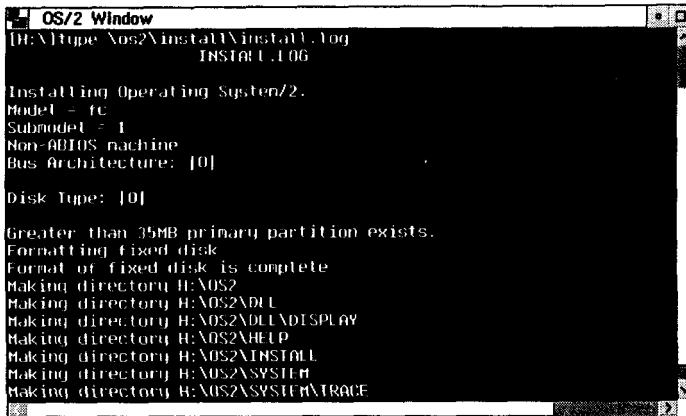 OS/2 Window
[H:\]type \os2\install\install.log
INSTALL.LOG
Installing Operating System/2.
Model = fc
Submodel = 1
Non-ABIOS machine
Bus Architecture: |0|
Disk Type: |0|
Greater than 35MB primary partition exists.
Formatting fixed disk
Format of fixed disk is complete
Making directory H:\OS2
Making directory H:\OS2\DLL
Making directory H:\OS2\DLL\DISPLAY
Making directory H:\OS2\HELP
Making directory H:\OS2\INSTALL
Making directory H:\OS2\SYSTEM
Making directory H:\OS2\SYSTEM\TRACE